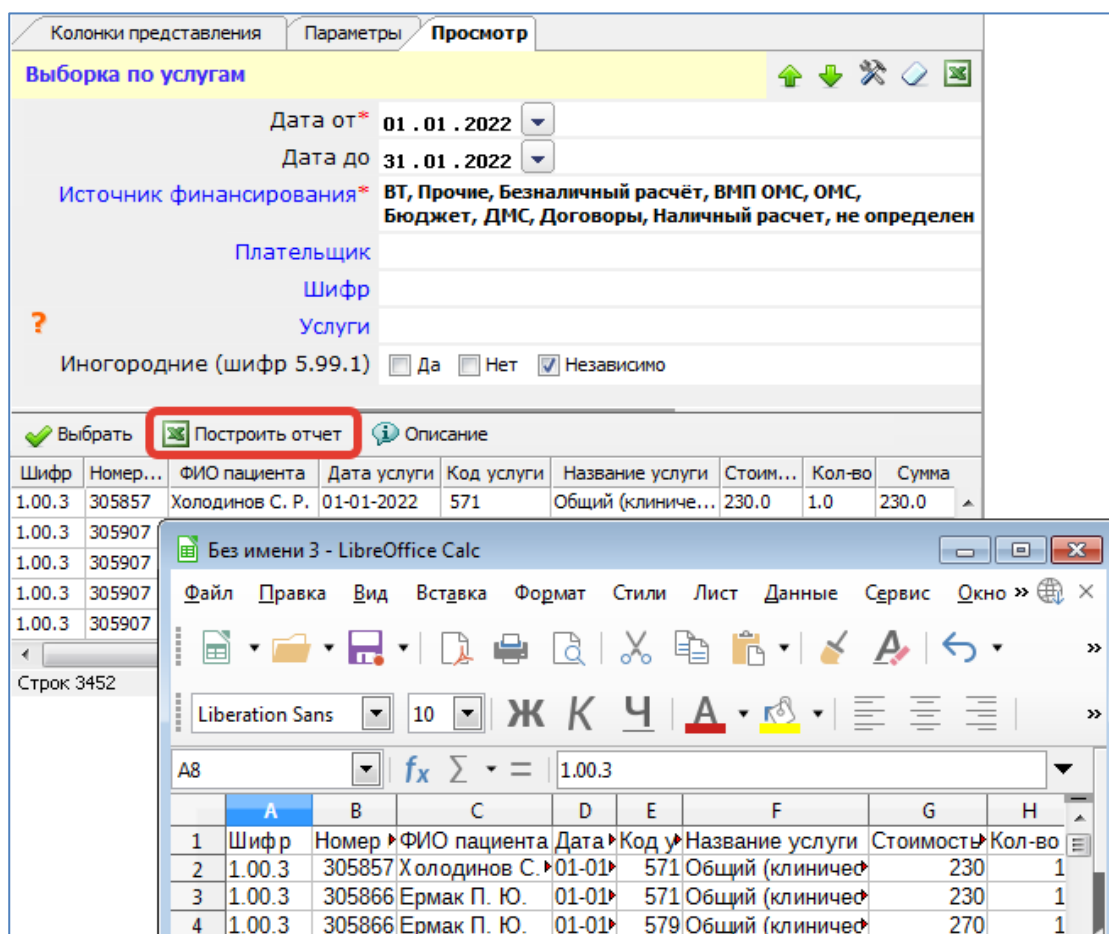 Колонки представления Параметры Просмотр
Выборка по услугам
Дата от* 01 . 01 . 2022
Дата до 31 . 01 . 2022
Источник финансирования* ВТ, Прочие, Безналичный расчёт, ВМП ОМС, ОМС,
Бюджет, ДМС, Договоры, Наличный расчет, не определен
Плательщик
Шифр
? Услуги
Иногородние (шифр 5.99.1) Да Нет Независимо
Выбрать Построить отчет Описание
Шифр Номер... ФИО пациента Дата услуги Код услуги Название услуги Стоим... Кол-во Сумма
1.00.3 305857 Холодинов С. Р. 01-01-2022 571 Общий (клиниче... 230.0 1.0 230.0
1.00.3 305907
1.00.3 305907
1.00.3 305907
1.00.3 305907
Строк 3452
Без имени 3 - LibreOffice Calc
Файл Правка Вид Вставка Формат Стили Лист Данные Сервис Окно »
»
Liberation Sans 10 Ж К Ч А »
A8 fx Σ = 1.00.3
A B C D E F G H
1 Шифр Номер ФИО пациента Дата Код у Название услуги Стоимость Кол-во
2 1.00.3 305857 Холодинов С. 01-01 571 Общий (клиничес 230 1
3 1.00.3 305866 Ермак П. Ю. 01-01 571 Общий (клиничес 230 1
4 1.00.3 305866 Ермак П. Ю. 01-01 579 Общий (клиничес 270 1